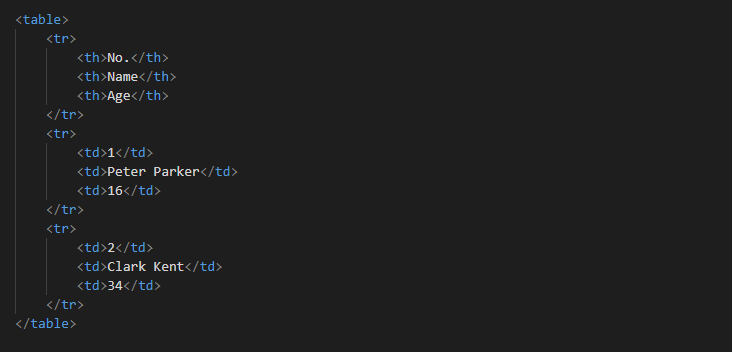 <table>
<tr>
<th>No.</th>
<th>Name</th>
<th>Age</th>
</tr>
<tr>
<td>1</td>
<td>Peter Parker</td>
<td>16</td>
</tr>
<tr>
<td>2</td>
<td>Clark Kent</td>
<td>34</td>
</tr>
</table>